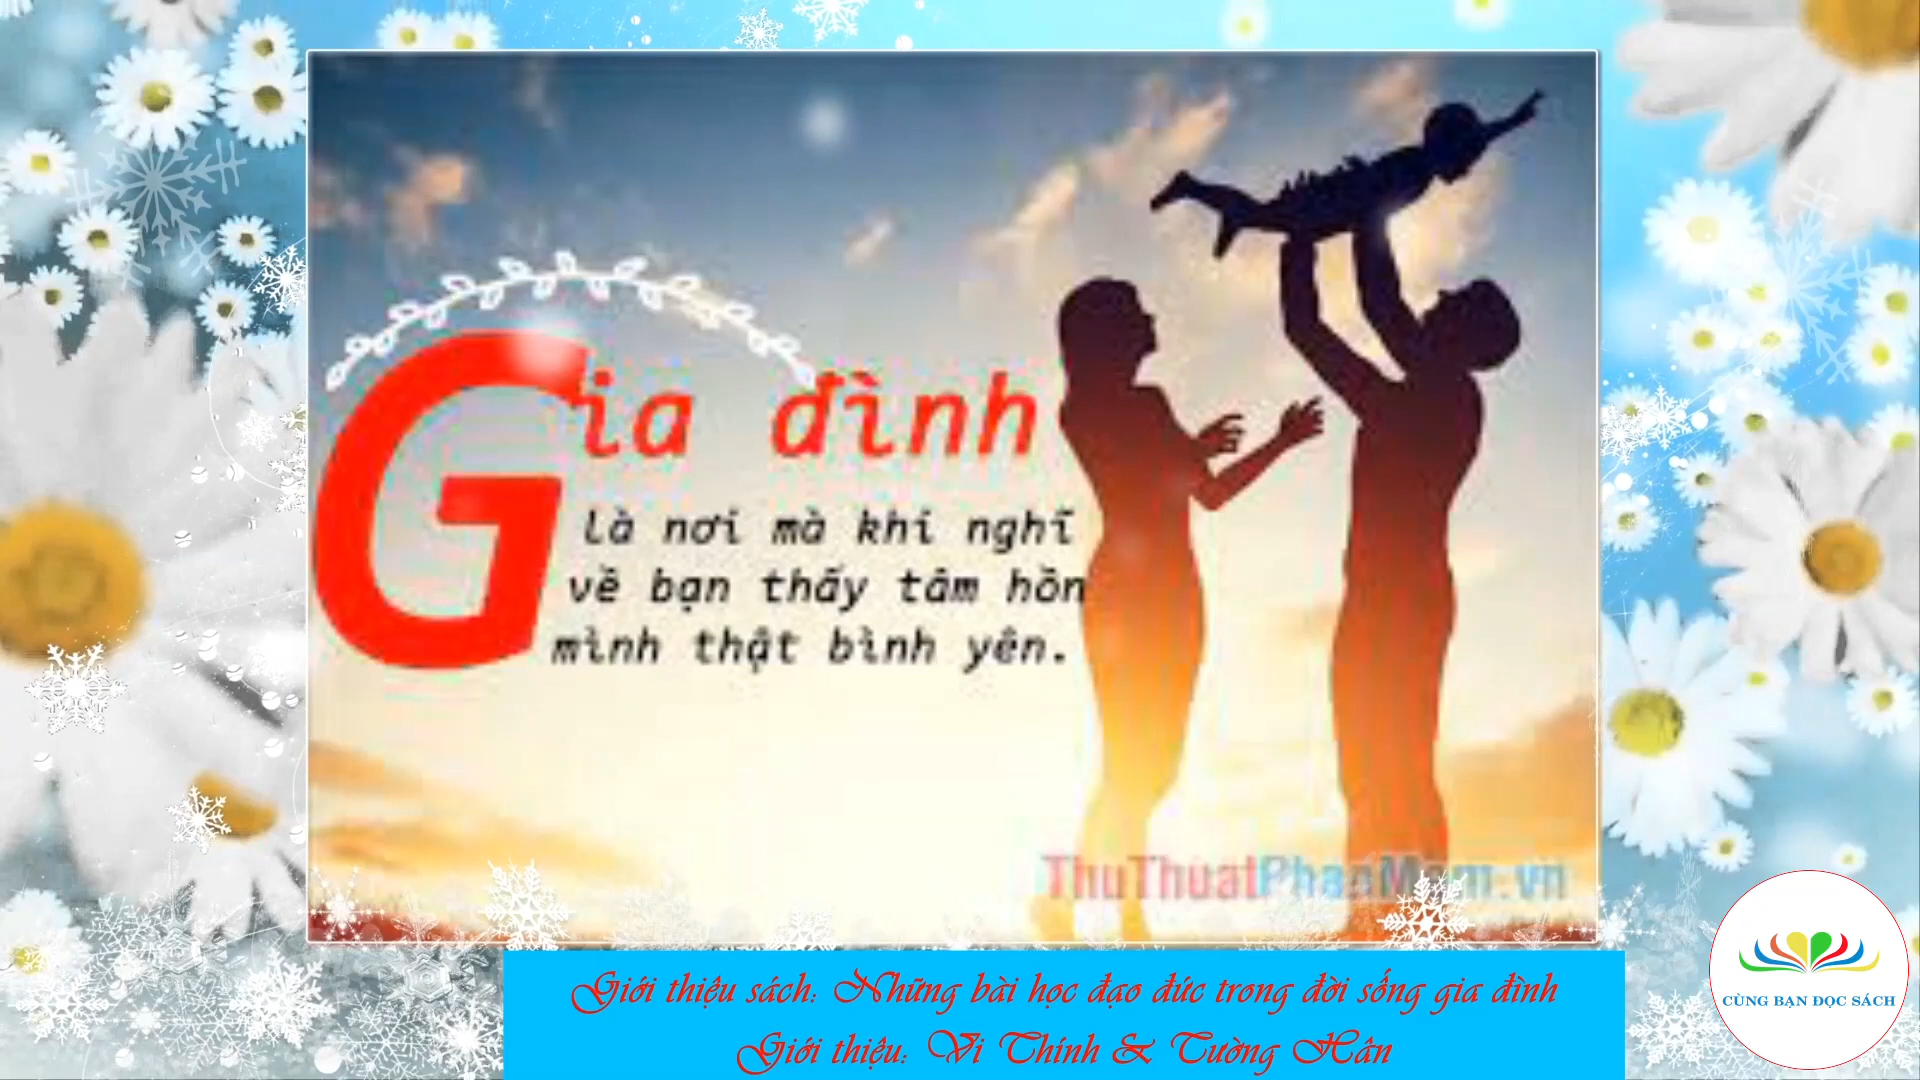 Gia đình
là nơi mà khi nghĩ
về bạn thấy tâm hồn
mình thật bình yên.
ThuThuatPhanMem.vn
Giới thiệu sách: Những bài học đạo đức trong đời sống gia đình
Giới thiệu: Vi Thính & Tường Hân
CÙNG BẠN ĐỌC SÁCH